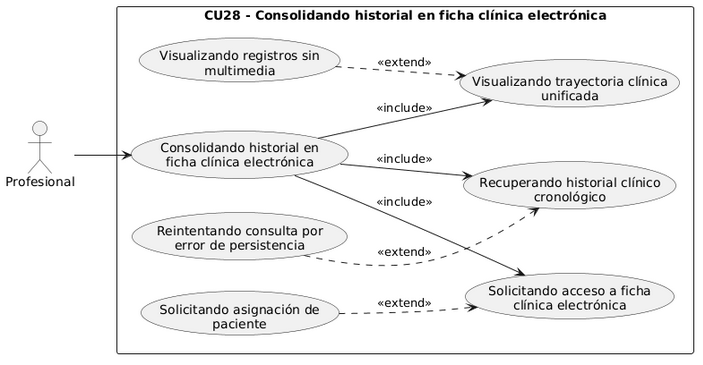 CU28 - Consolidando historial en ficha clínica electrónica
Visualizando registros sin
multimedia
«extend»
Visualizando trayectoria clínica
unificada
«include»
Profesional
Consolidando historial en
ficha clínica electrónica
«include»
Recuperando historial clínico
cronológico
«include»
Reintentando consulta por
error de persistencia
«extend»
Solicitando acceso a ficha
clínica electrónica
Solicitando asignación de
paciente
«extend»